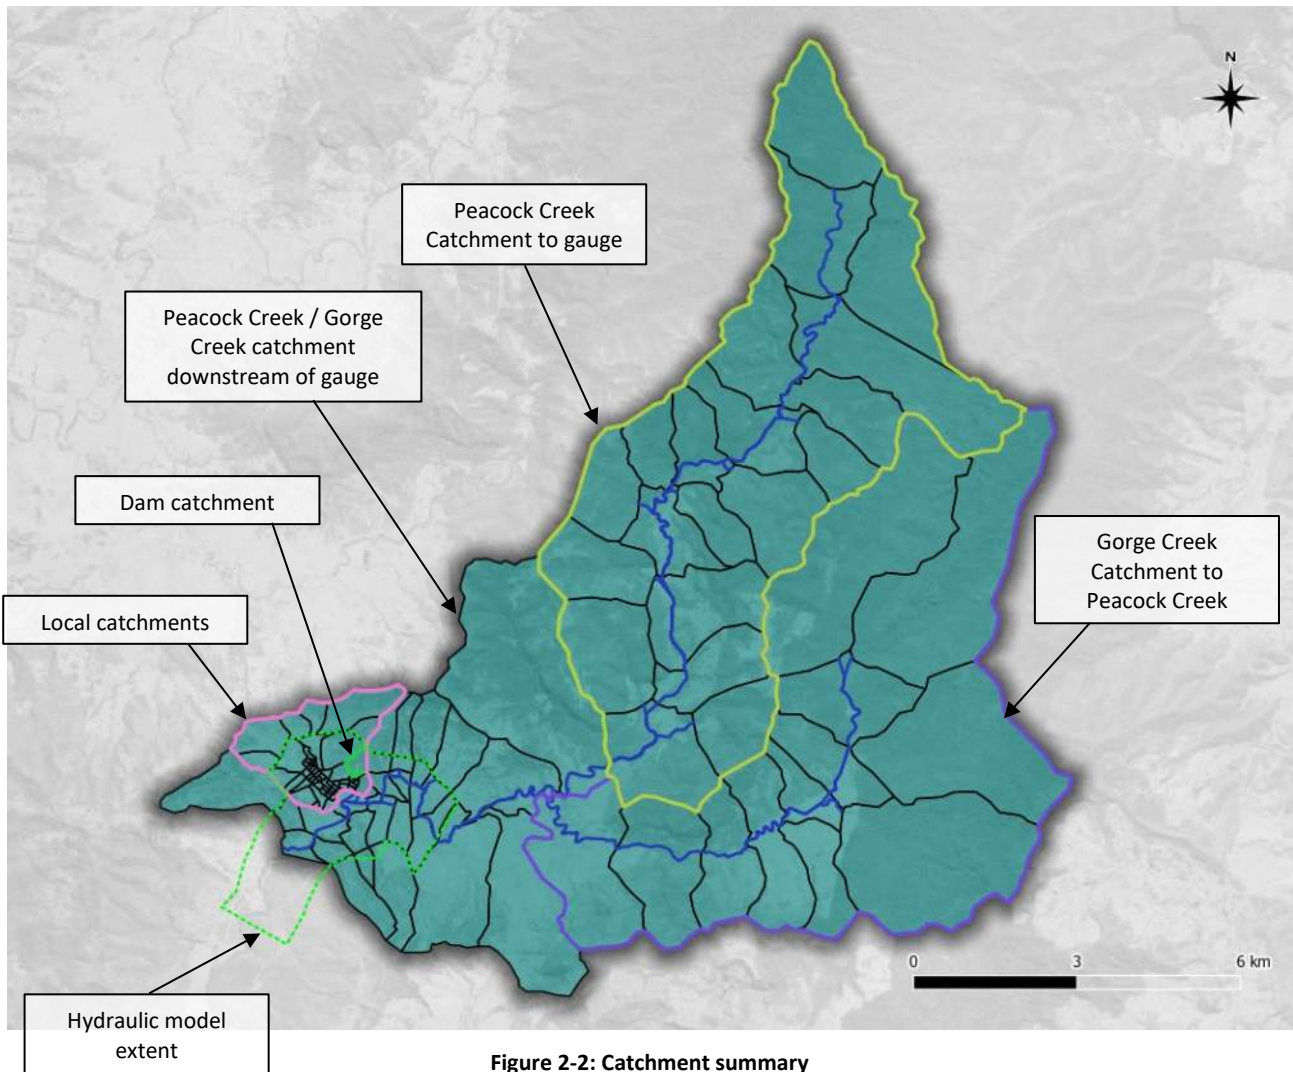 N
Peacock Creek
Catchment to gauge
Peacock Creek / Gorge
Creek catchment
downstream of gauge
Dam catchment
Local catchments
Gorge Creek
Catchment to
Peacock Creek
0 3 6 km
Hydraulic model
extent
Figure 2-2: Catchment summary